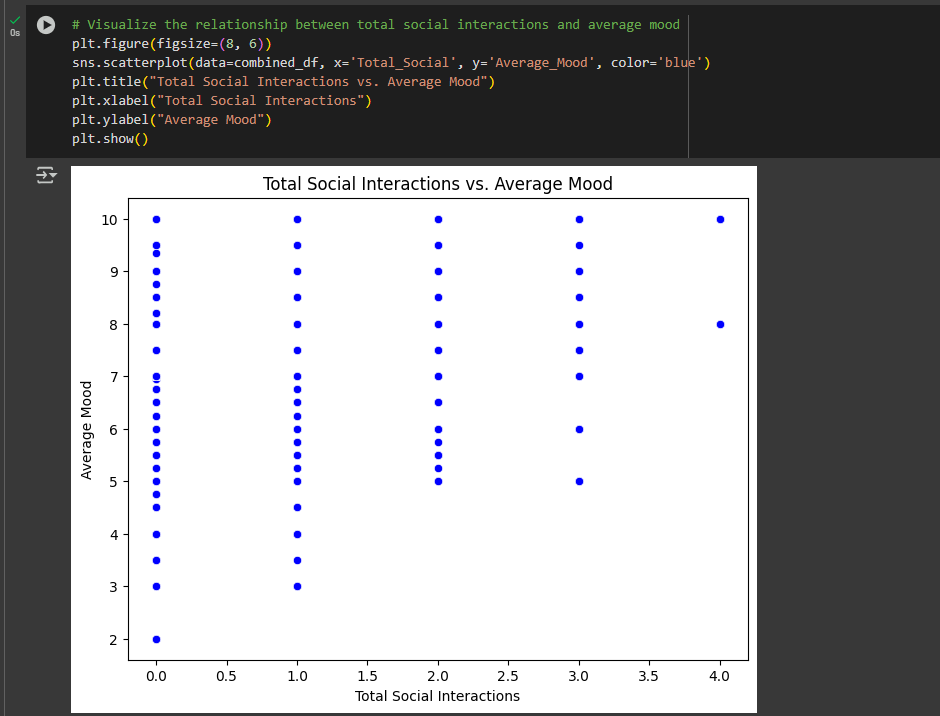 # Visualize the relationship between total social interactions and average mood
plt.figure(figsize=(8, 6))
sns.scatterplot(data=combined_df, x='Total_Social', y='Average_Mood', color='blue')
plt.title("Total Social Interactions vs. Average Mood")
plt.xlabel("Total Social Interactions")
plt.ylabel("Average Mood")
plt.show()
0s
Total Social Interactions vs. Average Mood
10
9
8
7
6
5
4
3
2
Average Mood
0.0 0.5 1.0 1.5 2.0 2.5 3.0 3.5 4.0
Total Social Interactions